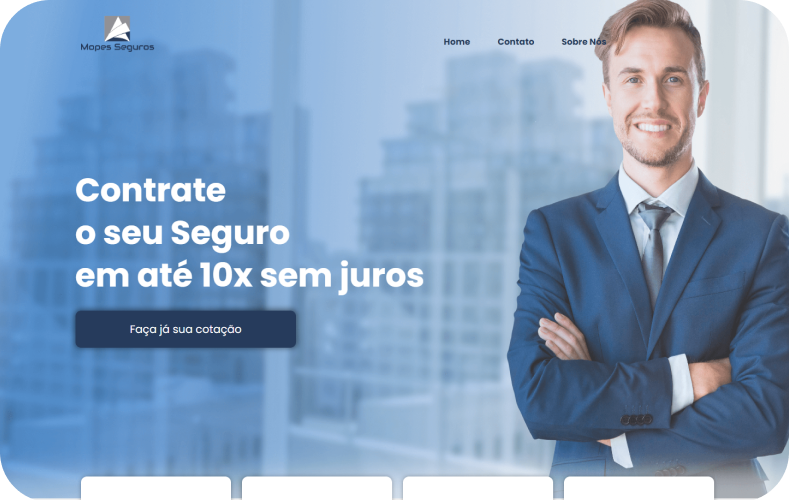 Mapes Seguros
Home Contato Sobre Nós
Contrate
o seu Seguro
em até 10x sem juros
Faça já sua cotação